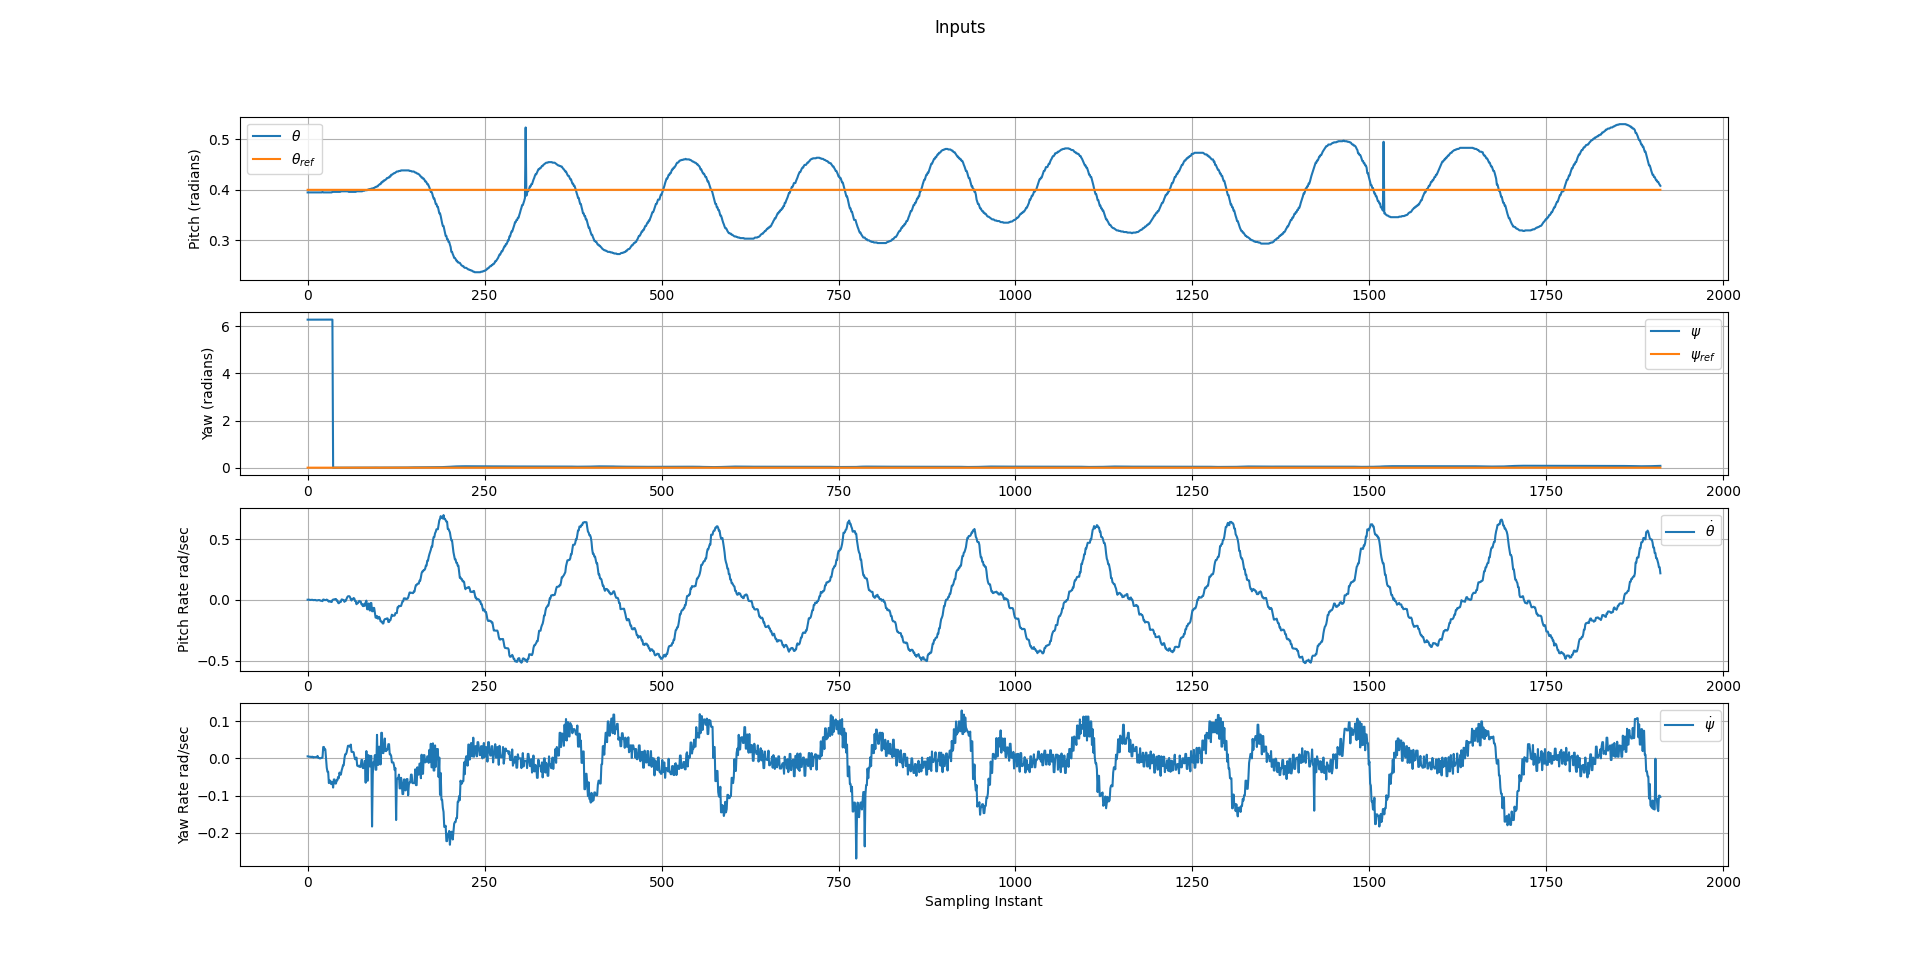 Inputs
Pitch (radians)
0.5
0.4
0.3
θ
θref
0 250 500 750 1000 1250 1500 1750 2000
Yaw (radians)
6
4
2
0
ψ
ψref
0 250 500 750 1000 1250 1500 1750 2000
Pitch Rate rad/sec
0.5
0.0
−0.5
θ̇
0 250 500 750 1000 1250 1500 1750 2000
Yaw Rate rad/sec
0.1
0.0
−0.1
−0.2
ψ̇
0 250 500 750 1000 1250 1500 1750 2000
Sampling Instant